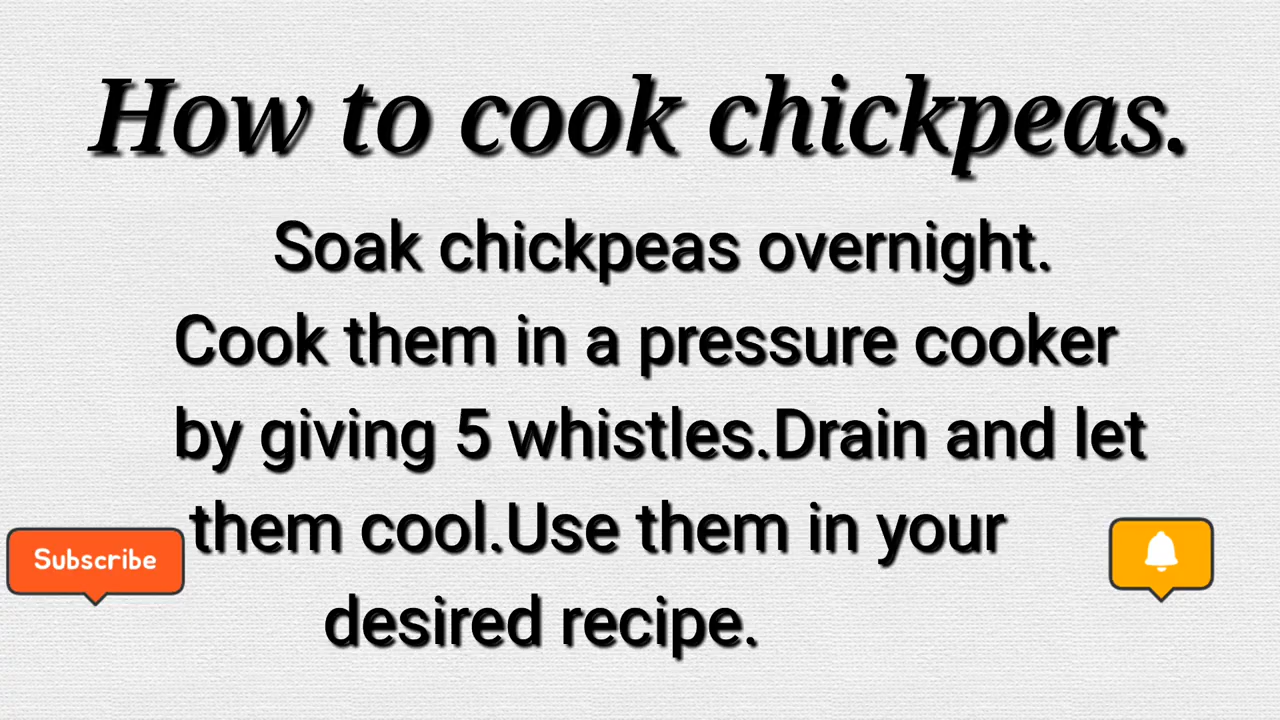 How to cook chickpeas.
Soak chickpeas overnight.
Cook them in a pressure cooker
by giving 5 whistles.Drain and let
them cool.Use them in your
desired recipe.
Subscribe